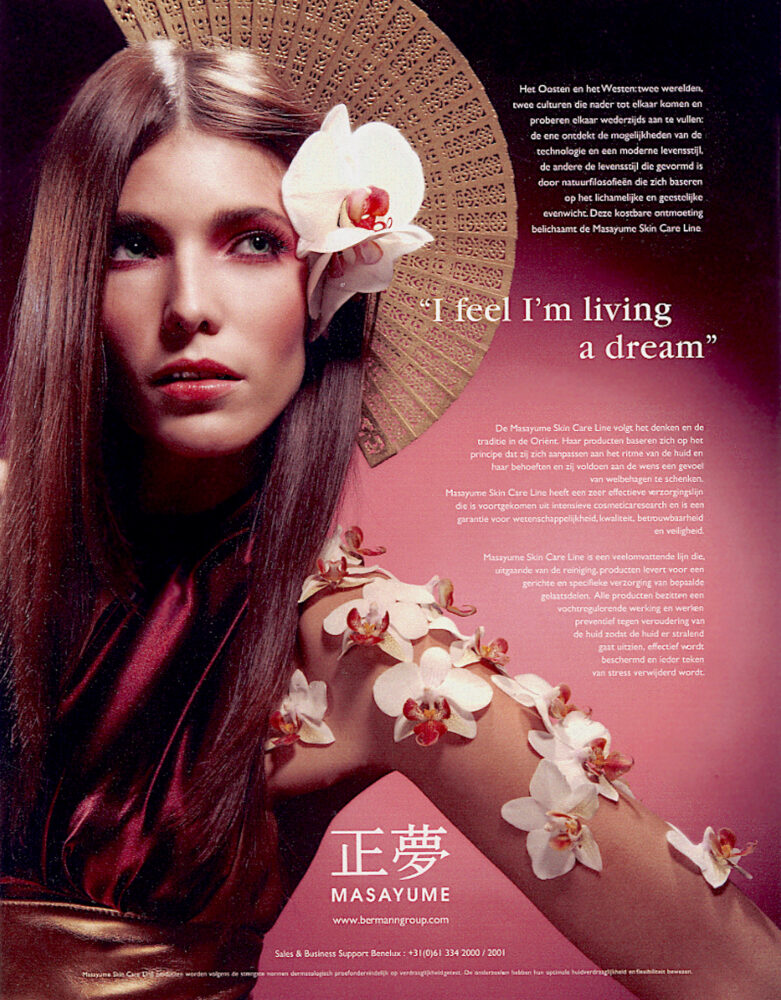 Het Oosten en het Westen: twee werelden,
twee culturen die nader tot elkaar komen en
proberen elkaar wederzijds aan te vullen:
de ene ontdekt de mogelijkheden van de
technologie en een moderne levensstijl,
de andere de levensstijl die gevormd is
door natuurfilosofieën die zich baseren
op het lichamelijke en geestelijke
evenwicht. Deze kostbare ontmoeting
belichaamt de Masayume Skin Care Line.
“I feel I’m living
a dream”
De Masayume Skin Care Line volgt het denken en de
traditie in de Oriënt. Haar producten baseren zich op het
principe dat zij zich aanpassen aan het ritme van de huid en
haar behoeften en zij voldoen aan de wens een gevoel
van welbehagen te schenken.
Masayume Skin Care Line heeft een zeer effectieve verzorgingslijn
die is voortgekomen uit intensieve cosmeticaresearch en is een
garantie voor wetenschappelijkheid, kwaliteit, betrouwbaarheid
en veiligheid.
Masayume Skin Care Line is een veelomvattende lijn die,
uitgaande van de reiniging, producten levert voor een
gerichte en specifieke verzorging van bepaalde
gelaatsdelen. Alle producten bezitten een
vochtregulerende werking en werken
preventief tegen veroudering van
de huid zodat de huid er stralend
gaat uitzien, effectief wordt
beschermd en ieder teken
van stress verwijderd wordt.
正夢
MASAYUME
www.bermanngroup.com
Sales & Business Support Benelux : +31(0)61 334 2000 / 2001
Masayume Skin Care Line producten worden volgens de strengste normen dermatologisch proefondervindelijk op verdraaglijkheid getest. De onderzoeken hebben hun optimale huidverdraaglijkheid en flexibiliteit bewezen.